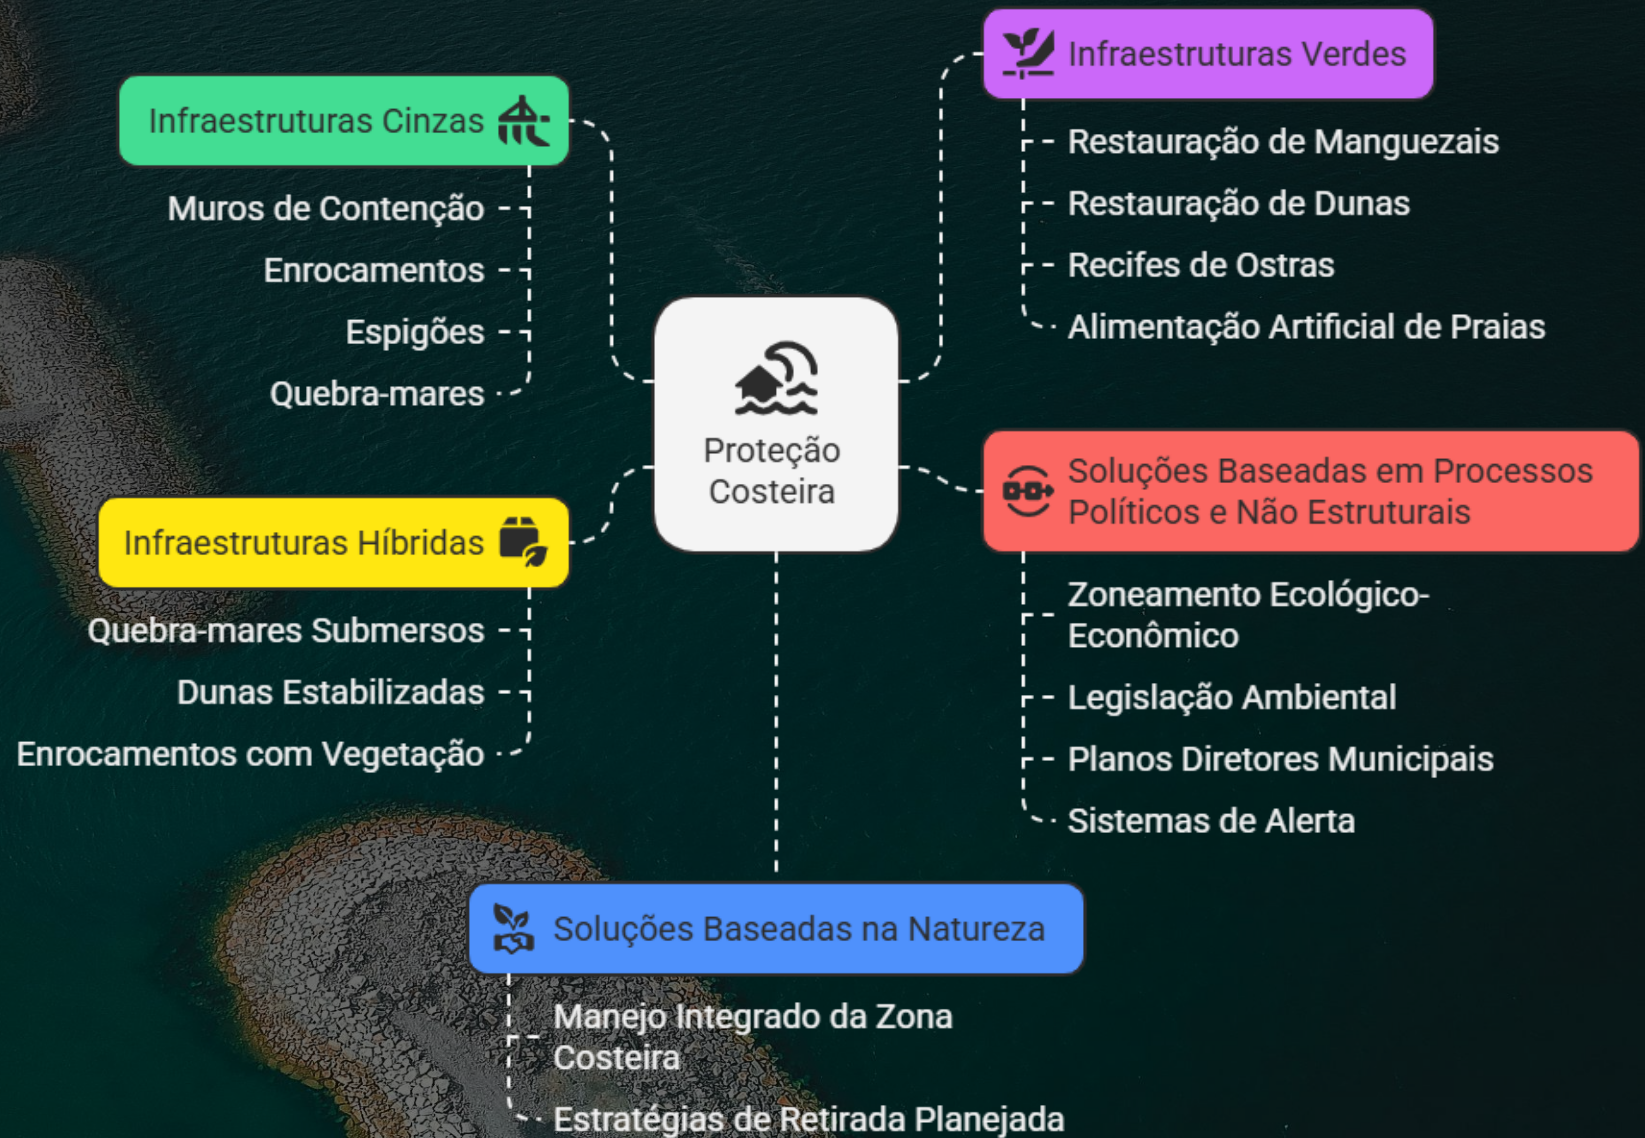 Infraestruturas Cinzas
Muros de Contenção
Enrocamentos
Espigões
Quebra-mares
Infraestruturas Híbridas
Quebra-mares Submersos
Dunas Estabilizadas
Enrocamentos com Vegetação
Proteção
Costeira
Infraestruturas Verdes
Restauração de Manguezais
Restauração de Dunas
Recifes de Ostras
Alimentação Artificial de Praias
Soluções Baseadas em Processos
Políticos e Não Estruturais
Zoneamento Ecológico-
Econômico
Legislação Ambiental
Planos Diretores Municipais
Sistemas de Alerta
Soluções Baseadas na Natureza
Manejo Integrado da Zona
Costeira
Estratégias de Retirada Planejada